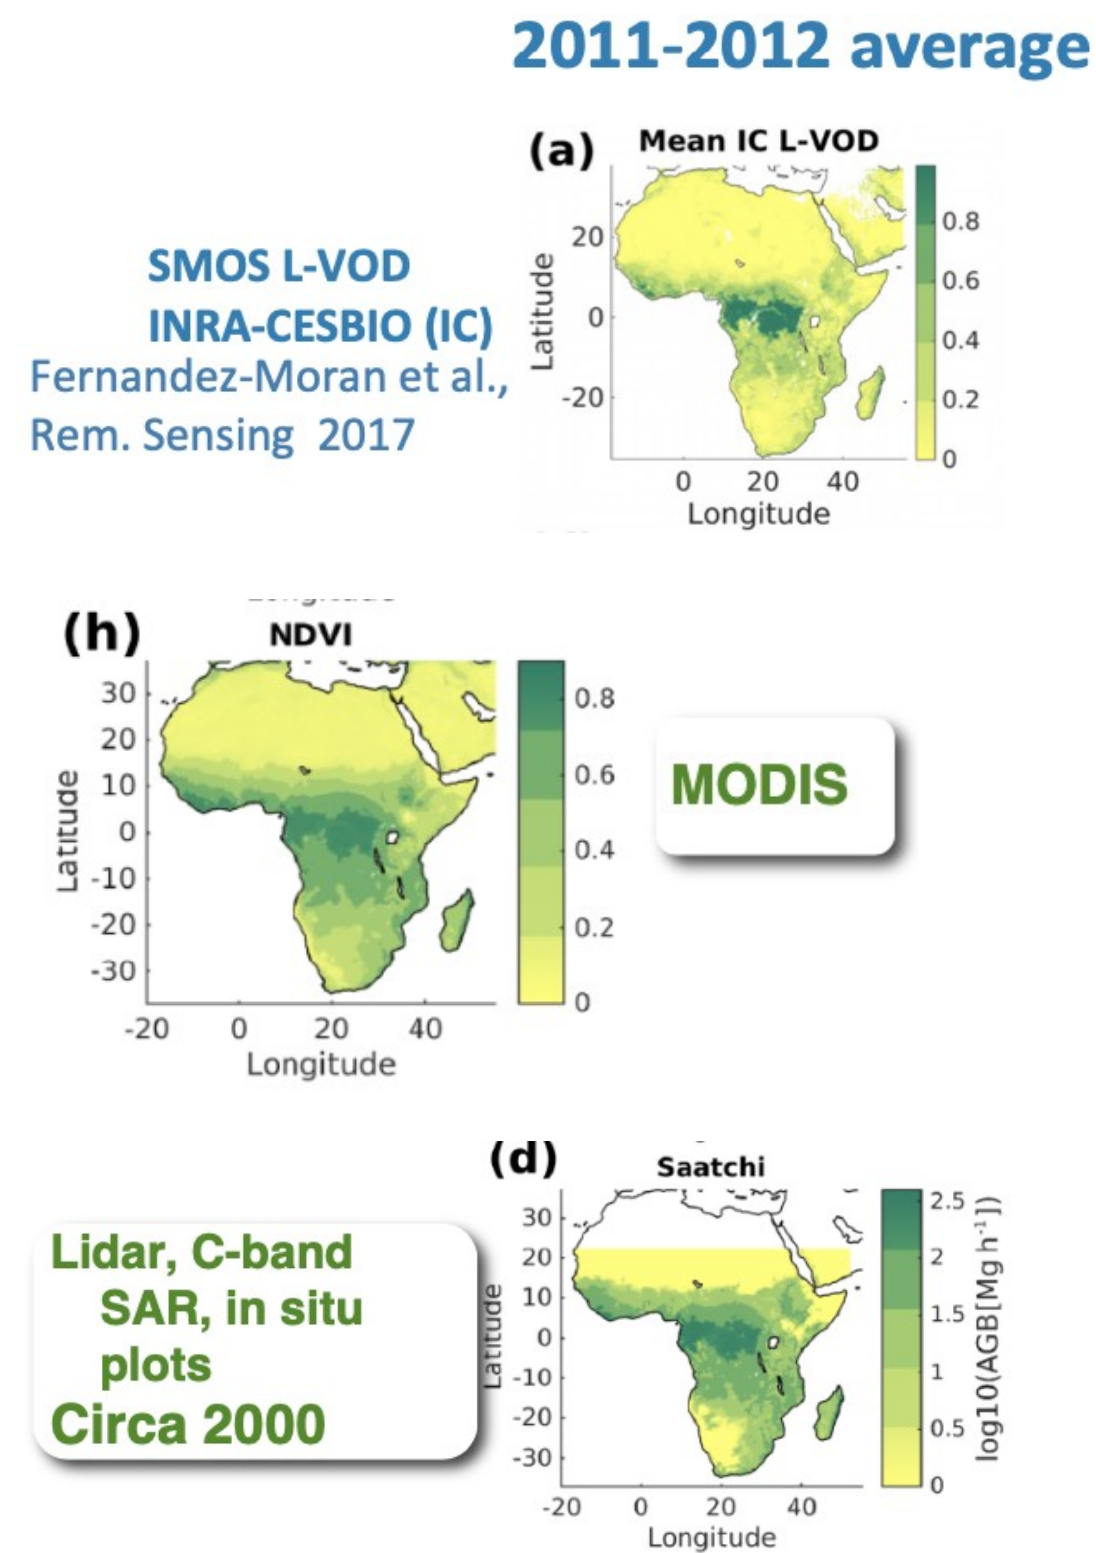 2011-2012 average
(a)
Mean IC L-VOD
SMOS L-VOD
INRA-CESBIO (IC)
Fernandez-Moran et al.,
Rem. Sensing 2017
Latitude
20
0
-20
0 20 40
Longitude
0.8
0.6
0.4
0.2
0
(h)
NDVI
Latitude
30
20
10
0
-10
-20
-30
-20 0 20 40
Longitude
0.8
0.6
0.4
0.2
0
MODIS
(d)
Saatchi
Lidar, C-band
SAR, in situ
plots
Circa 2000
Latitude
30
20
10
0
-10
-20
-30
-20 0 20 40
Longitude
2.5
2
1.5
1
0.5
0
log10(AGB[Mg h⁻¹])